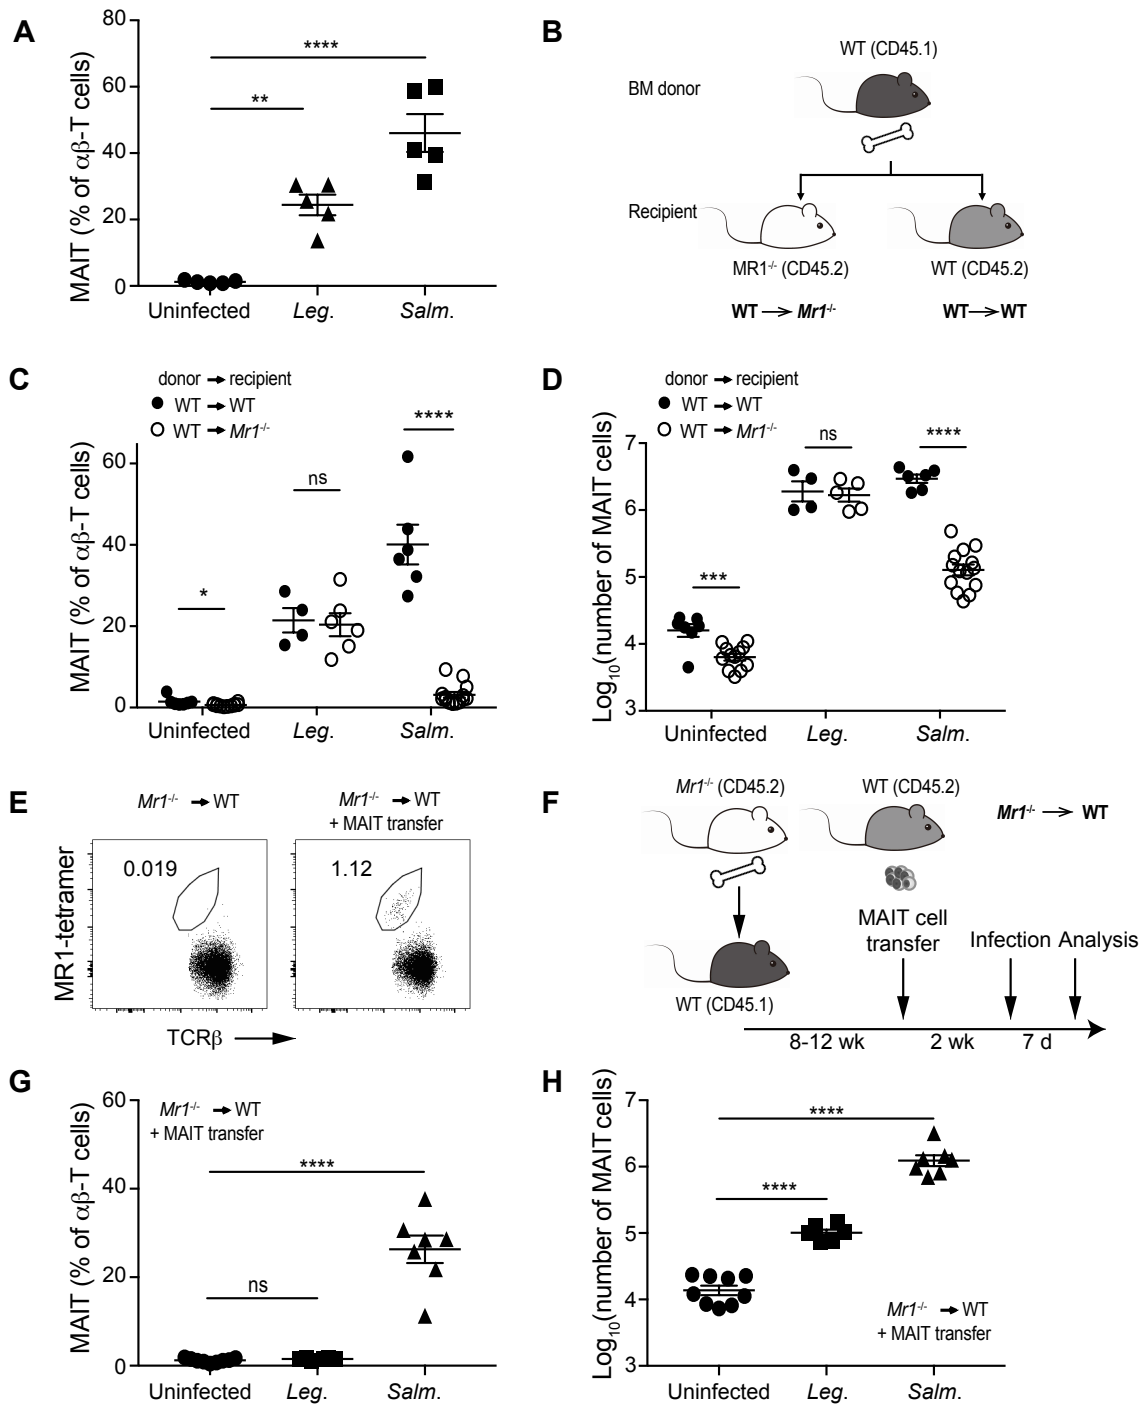 A
MAIT (% of αβ-T cells)
80
60
40
20
0
****
**
Uninfected
Leg.
Salm.
B
WT (CD45.1)
BM donor
Recipient
MR1-/- (CD45.2)
WT (CD45.2)
WT → Mr1-/-
WT → WT
C
donor → recipient
WT → WT
WT → Mr1-/-
MAIT (% of αβ-T cells)
60
40
20
0
*
ns
****
Uninfected
Leg.
Salm.
D
donor → recipient
WT → WT
WT → Mr1-/-
Log10(number of MAIT cells)
7
6
5
4
3
***
ns
****
Uninfected
Leg.
Salm.
E
Mr1-/- → WT
Mr1-/- → WT
+ MAIT transfer
0.019
1.12
MR1-tetramer
TCRβ
F
Mr1-/- (CD45.2)
WT (CD45.2)
Mr1-/- → WT
MAIT cell
transfer
Infection Analysis
WT (CD45.1)
8-12 wk
2 wk
7 d
G
Mr1-/- → WT
+ MAIT transfer
MAIT (% of αβ-T cells)
60
40
20
0
****
ns
Uninfected
Leg.
Salm.
H
Log10(number of MAIT cells)
7
6
5
4
3
****
****
Mr1-/- → WT
+ MAIT transfer
Uninfected
Leg.
Salm.